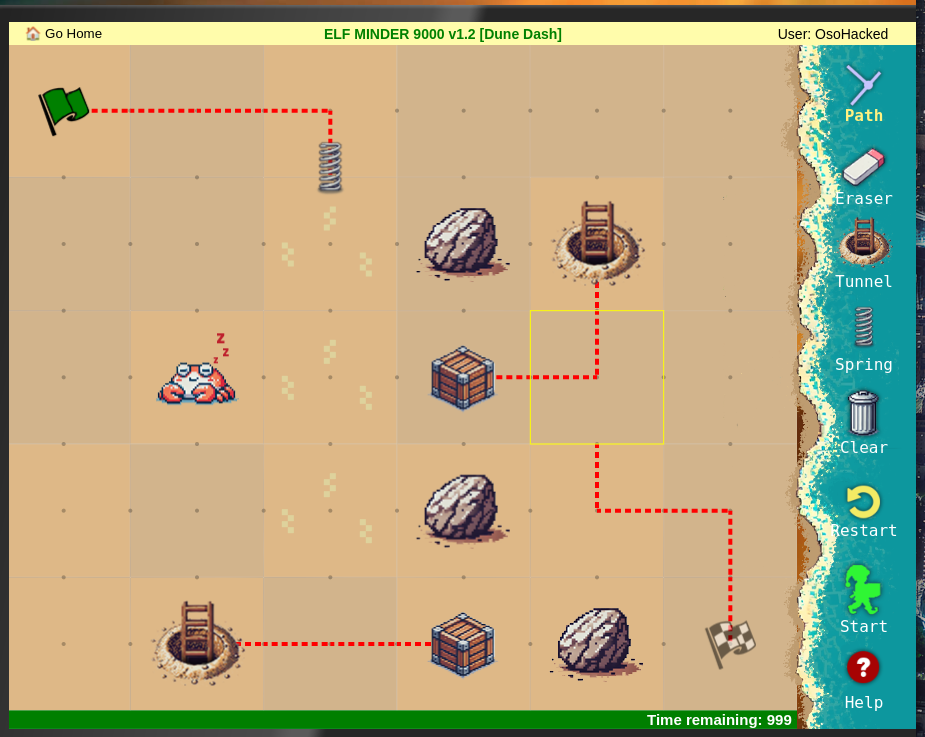 Go Home
ELF MINDER 9000 v1.2 [Dune Dash]
User: OsoHacked
Path
Eraser
Tunnel
z
z
z
Spring
Clear
Restart
Start
?
Help
Time remaining: 999